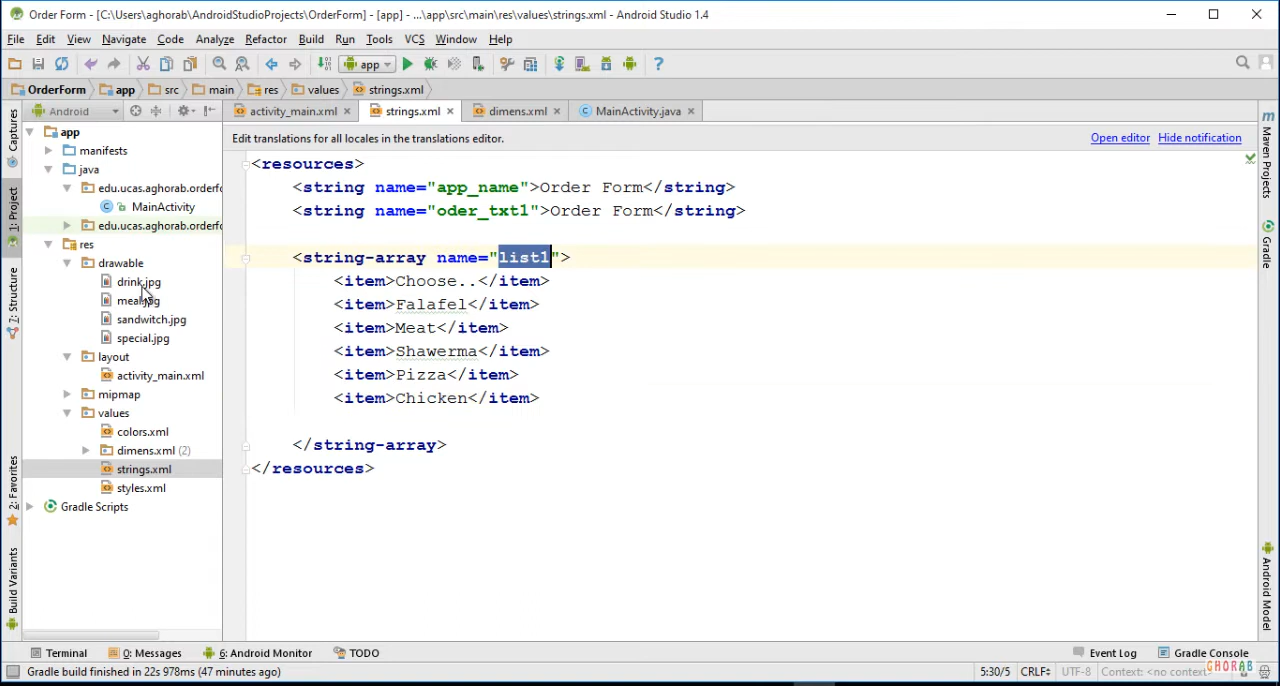 Order Form - [C:\Users\aghorab\AndroidStudioProjects\OrderForm] - [app] - ...\app\src\main\res\values\strings.xml - Android Studio 1.4
File Edit View Navigate Code Analyze Refactor Build Run Tools VCS Window Help
app
OrderForm app src main res values strings.xml
Android activity_main.xml strings.xml dimens.xml MainActivity.java
Edit translations for all locales in the translations editor. Open editor Hide notification
Captures
1: Project
7: Structure
2: Favorites
Build Variants
app
manifests
java
edu.ucas.aghorab.orderfo
MainActivity
edu.ucas.aghorab.orderfo
res
drawable
drink.jpg
meal.jpg
sandwitch.jpg
special.jpg
layout
activity_main.xml
mipmap
values
colors.xml
dimens.xml (2)
strings.xml
styles.xml
Gradle Scripts
<resources>
<string name="app_name">Order Form</string>
<string name="oder_txt1">Order Form</string>
<string-array name="list1">
<item>Choose..</item>
<item>Falafel</item>
<item>Meat</item>
<item>Shawerma</item>
<item>Pizza</item>
<item>Chicken</item>
</string-array>
</resources>
Maven Projects
Gradle
Android Model
Terminal 0: Messages 6: Android Monitor TODO Event Log Gradle Console
Gradle build finished in 22s 978ms (47 minutes ago) 5:30/5 CRLF UTF-8 Context: <no context>
GHORAB